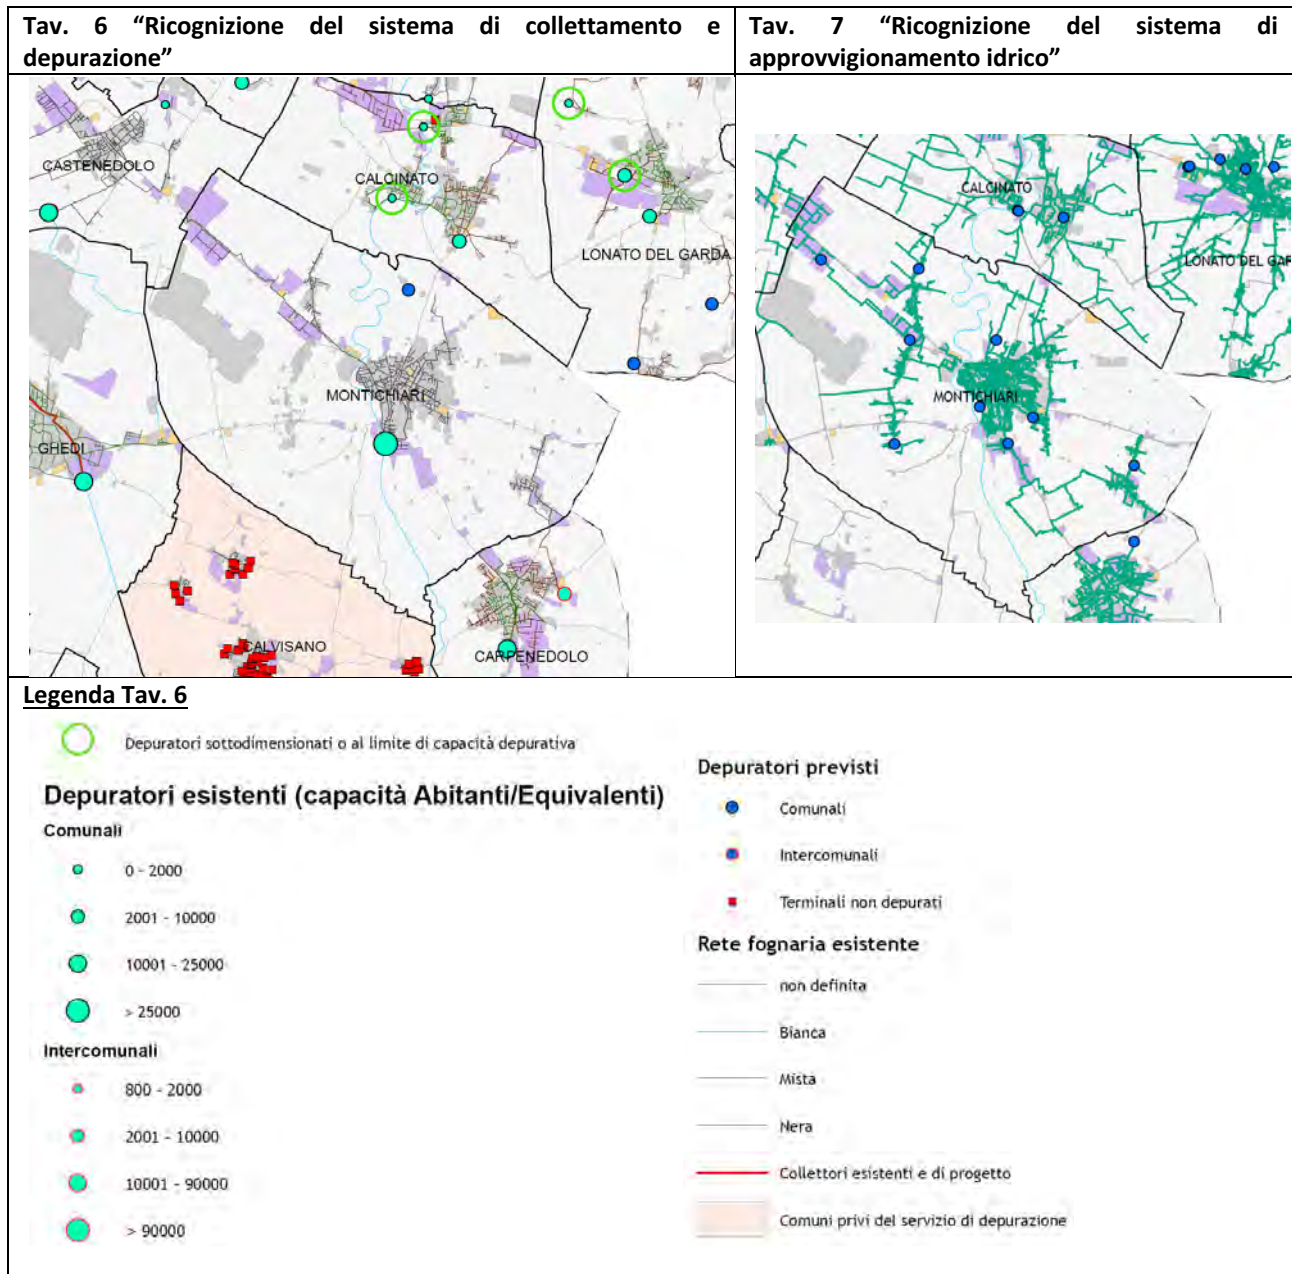 Tav. 6 “Ricognizione del sistema di collettamento e
depurazione”
Tav. 7 “Ricognizione del sistema di
approvvigionamento idrico”
CASTENEDOLO
CALCINATO
LONATO DEL GARDA
MONTICHIARI
GHEDI
CALVISANO
CARPENEDOLO
CALCINATO
LONATO DEL GAR
MONTICHIARI
Legenda Tav. 6
Depuratori sottodimensionati o al limite di capacità depurativa
Depuratori esistenti (capacità Abitanti/Equivalenti)
Comunali
0 - 2000
2001 - 10000
10001 - 25000
> 25000
Intercomunali
800 - 2000
2001 - 10000
10001 - 90000
> 90000
Depuratori previsti
Comunali
Intercomunali
Terminali non depurati
Rete fognaria esistente
non definita
Bianca
Mista
Nera
Collettori esistenti e di progetto
Comuni privi del servizio di depurazione